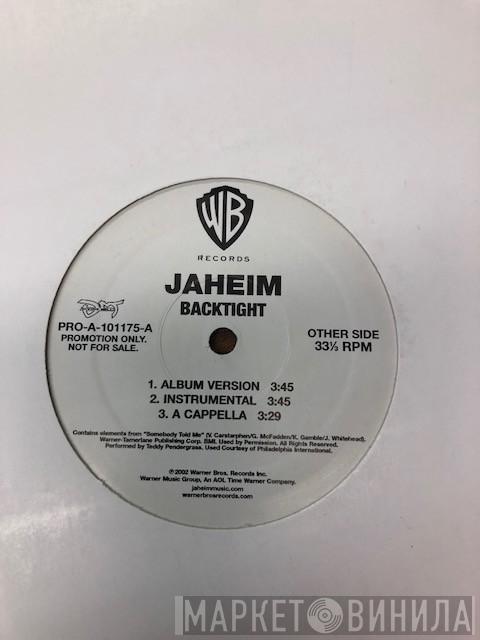 WB
RECORDS
JAHEIM
BACKTIGHT
PRO-A-101175-A
PROMOTION ONLY.
NOT FOR SALE.
OTHER SIDE
33⅓ RPM
1. ALBUM VERSION 3:45
2. INSTRUMENTAL 3:45
3. A CAPPELLA 3:29
Contains elements from "Somebody Told Me" (V. Carstarphen/G. McFadden/K. Gamble/J. Whitehead).
Warner-Tamerlane Publishing Corp. BMI. Used by Permission. All Rights Reserved.
Performed by Teddy Pendergrass. Used Courtesy of Philadelphia International.
℗2002 Warner Bros. Records Inc.
Warner Music Group, An AOL Time Warner Company.
jaheimmusic.com
warnerbrosrecords.com
МАРКЕТ ВИНИЛА